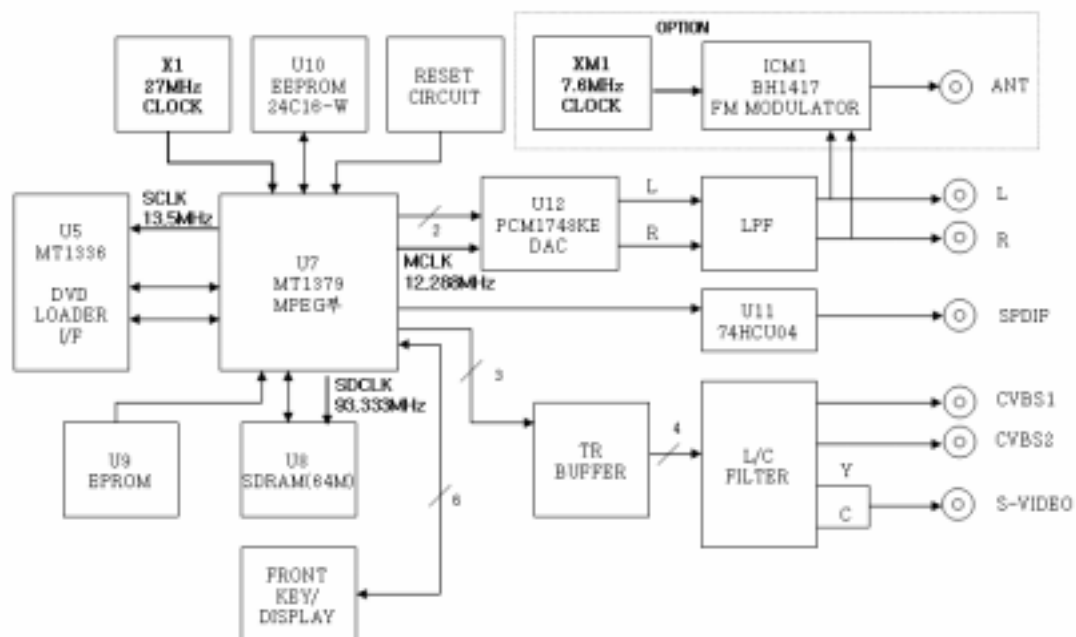 OPTION
X1
27MHz
CLOCK
U10
EEPROM
24C16-W
RESET
CIRCUIT
XM1
7.6MHz
CLOCK
ICM1
BH1417
FM MODULATOR
ANT
SCLK
13.5MHz
U5
MT1336
DVD
LOADER
I/F
U7
MT1379
MPEG부
2
MCLK
12.288MHz
U12
PCM1748KE
DAC
L
R
LPF
L
R
U11
74HCU04
SPDIF
SDCLK
93.333MHz
3
U9
EPROM
U8
SDRAM(64M)
6
TR
BUFFER
4
L/C
FILTER
Y
C
CVBS1
CVBS2
S-VIDEO
FRONT
KEY/
DISPLAY